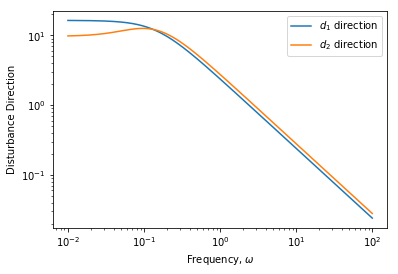 d₁ direction
d₂ direction
10¹
10⁰
10⁻¹
Disturbance Direction
10⁻² 10⁻¹ 10⁰ 10¹ 10²
Frequency, ω